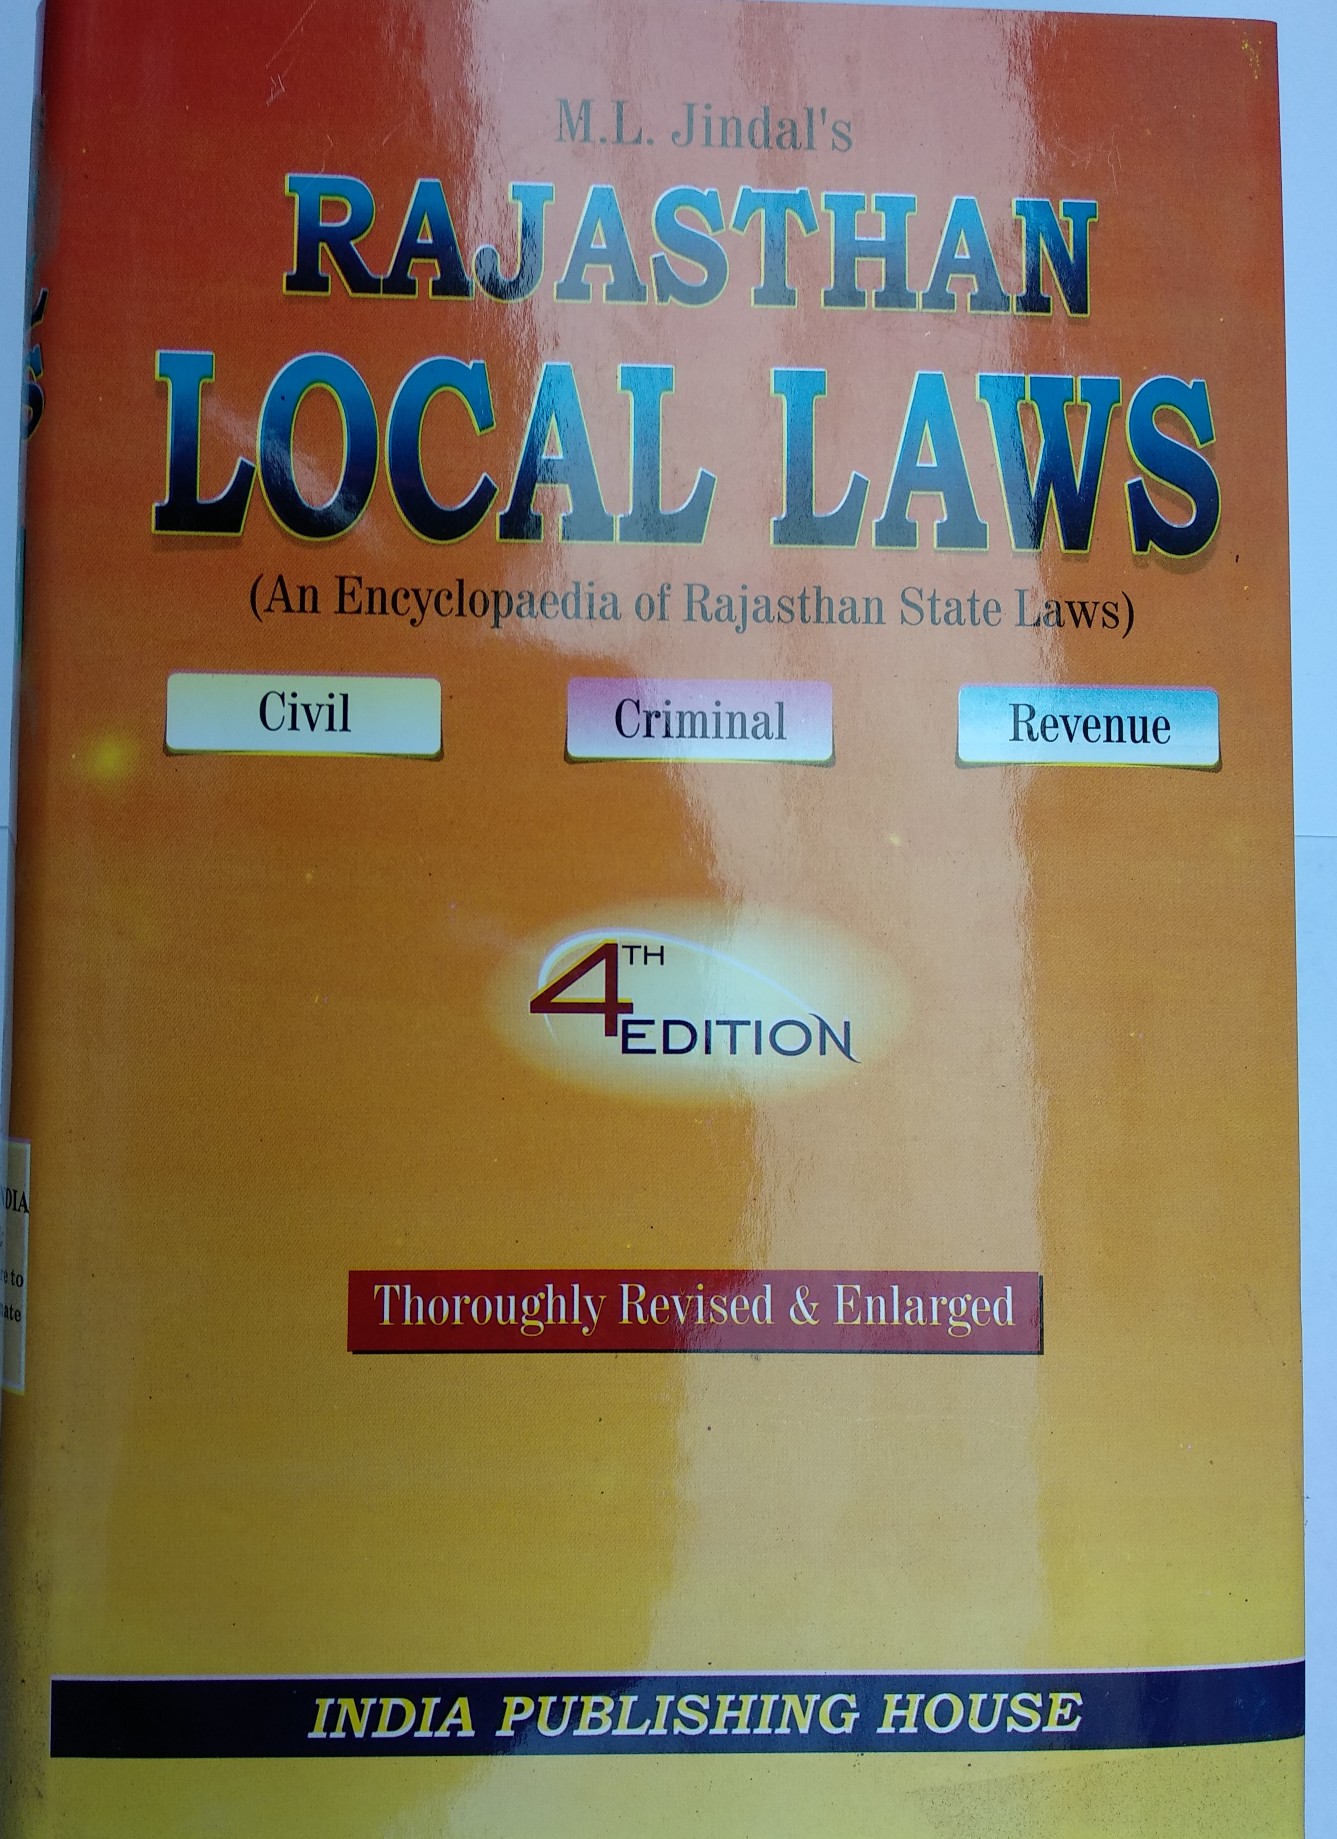 M.L. Jindal's
RAJASTHAN
LOCAL LAWS
(An Encyclopaedia of Rajasthan State Laws)
Civil
Criminal
Revenue
4TH
EDITION
Thoroughly Revised & Enlarged
INDIA PUBLISHING HOUSE